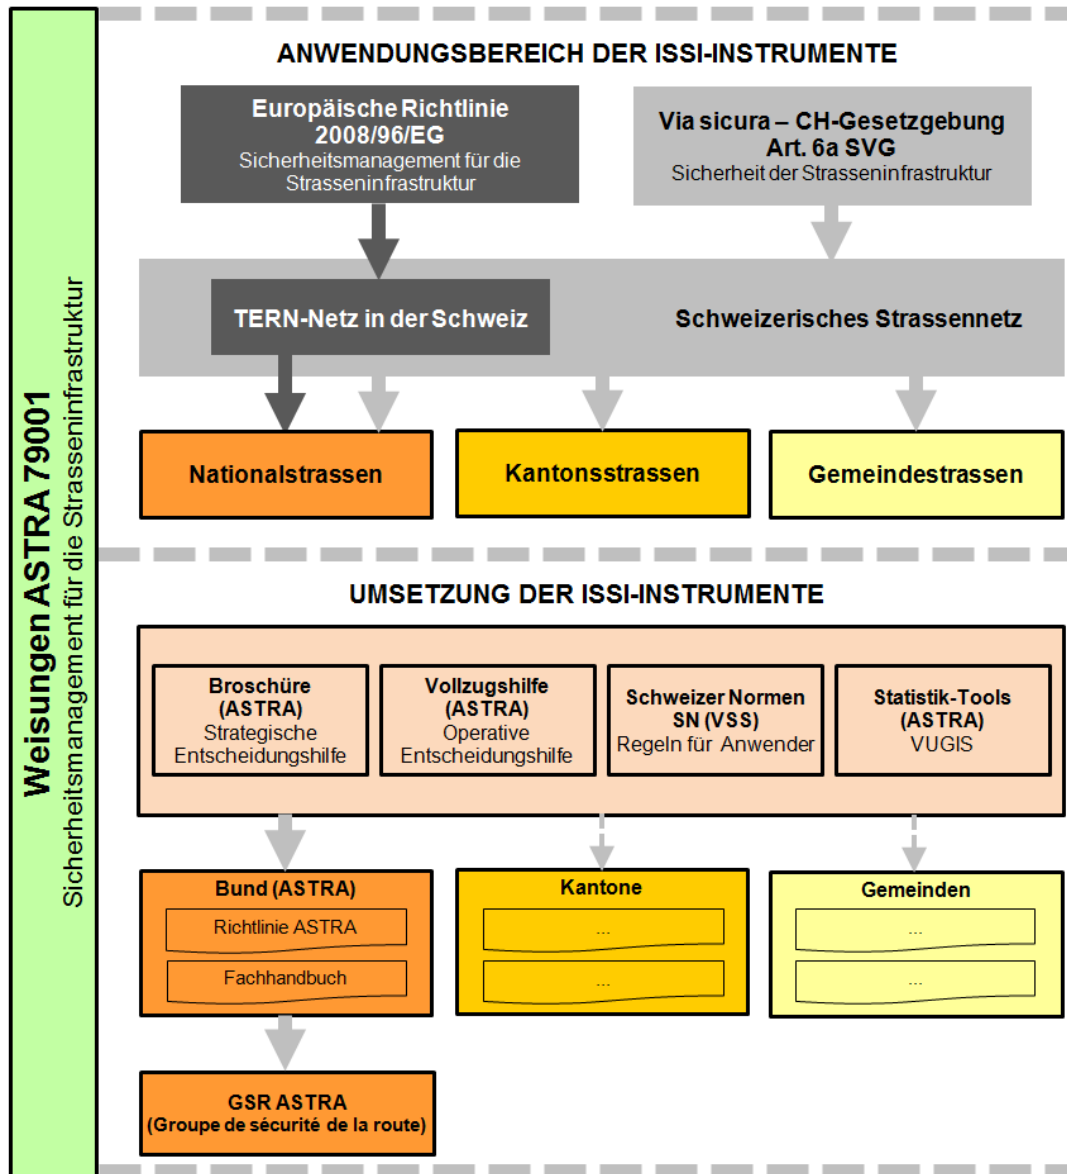 Weisungen ASTRA 79001
Sicherheitsmanagement für die Strasseninfrastruktur
ANWENDUNGSBEREICH DER ISSI-INSTRUMENTE
Europäische Richtlinie
2008/96/EG
Sicherheitsmanagement für die
Strasseninfrastruktur
Via sicura – CH-Gesetzgebung
Art. 6a SVG
Sicherheit der Strasseninfrastruktur
TERN-Netz in der Schweiz
Schweizerisches Strassennetz
Nationalstrassen
Kantonsstrassen
Gemeindestrassen
UMSETZUNG DER ISSI-INSTRUMENTE
Broschüre
(ASTRA)
Strategische
Entscheidungshilfe
Vollzugshilfe
(ASTRA)
Operative
Entscheidungshilfe
Schweizer Normen
SN (VSS)
Regeln für Anwender
Statistik-Tools
(ASTRA)
VUGIS
Bund (ASTRA)
Richtlinie ASTRA
Fachhandbuch
Kantone
...
...
Gemeinden
...
...
GSR ASTRA
(Groupe de sécurité de la route)